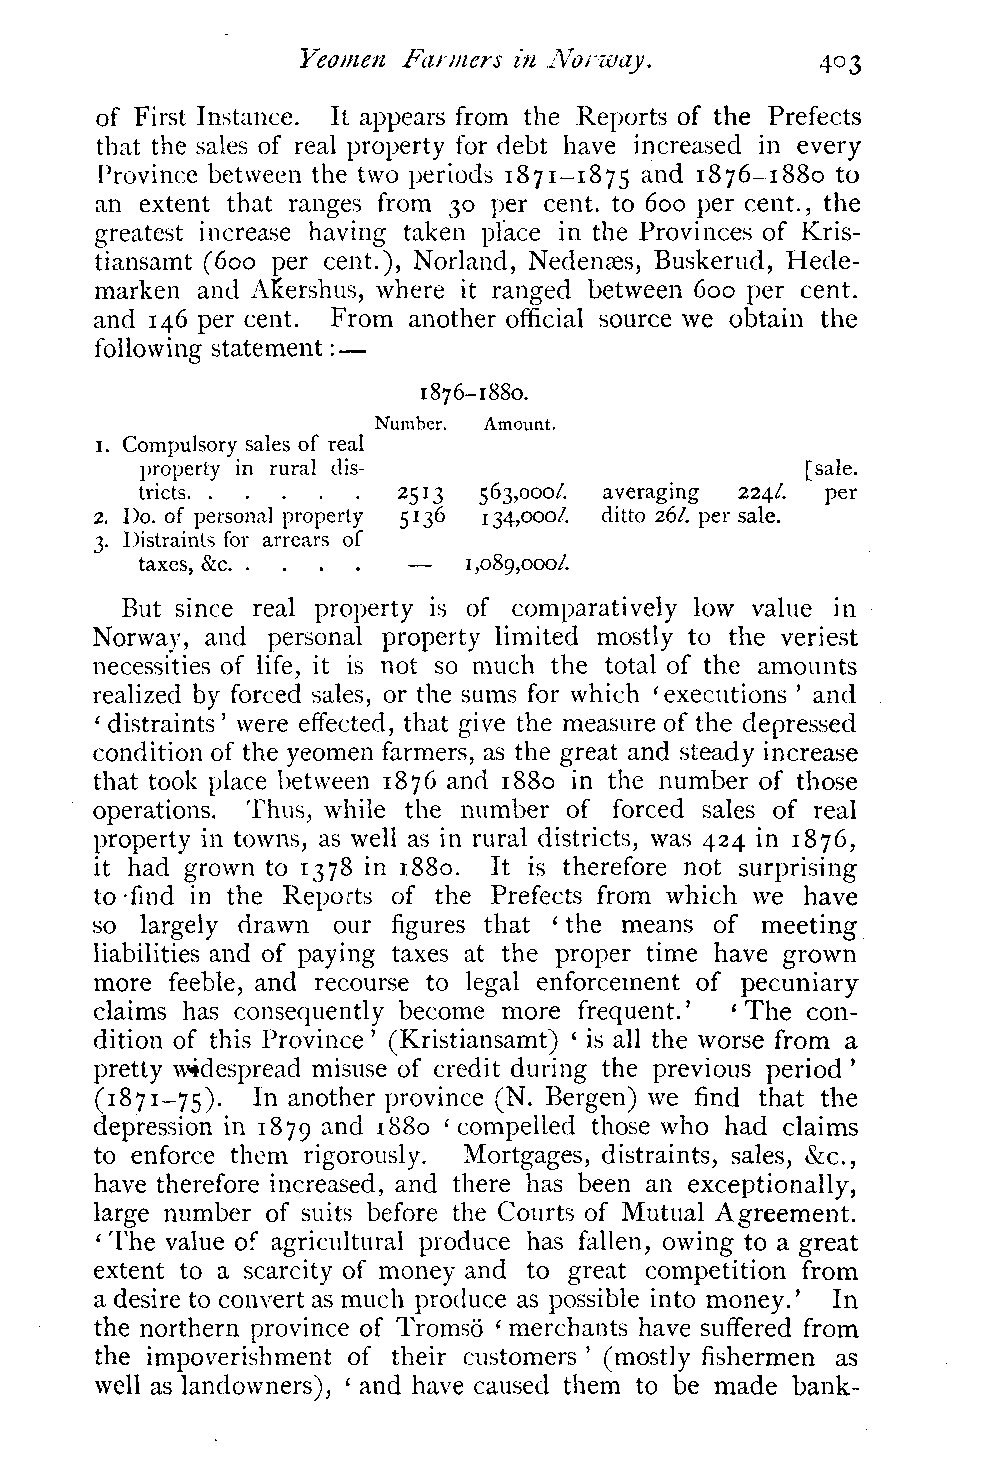 Yeomen Farmers in Norway. 403
of First Instance. It appears from the Reports of the Prefects
that the sales of real property for debt have increased in every
Province between the two periods 1871–1875 and 1876–1880 to
an extent that ranges from 30 per cent. to 600 per cent., the
greatest increase having taken place in the Provinces of Kris-
tiansamt (600 per cent.), Norland, Nedenæs, Buskerud, Hede-
marken and Akershus, where it ranged between 600 per cent.
and 146 per cent. From another official source we obtain the
following statement :—
1876–1880.
Number. Amount.
1. Compulsory sales of real
property in rural dis- [sale.
tricts. . . . . . 2513 563,000l. averaging 224l. per
2. Do. of personal property 5136 134,000l. ditto 26l. per sale.
3. Distraints for arrears of
taxes, &c. . . . . — 1,089,000l.
But since real property is of comparatively low value in
Norway, and personal property limited mostly to the veriest
necessities of life, it is not so much the total of the amounts
realized by forced sales, or the sums for which ‘executions’ and
‘distraints’ were effected, that give the measure of the depressed
condition of the yeomen farmers, as the great and steady increase
that took place between 1876 and 1880 in the number of those
operations. Thus, while the number of forced sales of real
property in towns, as well as in rural districts, was 424 in 1876,
it had grown to 1378 in 1880. It is therefore not surprising
to find in the Reports of the Prefects from which we have
so largely drawn our figures that ‘the means of meeting
liabilities and of paying taxes at the proper time have grown
more feeble, and recourse to legal enforcement of pecuniary
claims has consequently become more frequent.’ ‘The con-
dition of this Province’ (Kristiansamt) ‘is all the worse from a
pretty widespread misuse of credit during the previous period’
(1871–75). In another province (N. Bergen) we find that the
depression in 1879 and 1880 ‘compelled those who had claims
to enforce them rigorously. Mortgages, distraints, sales, &c.,
have therefore increased, and there has been an exceptionally,
large number of suits before the Courts of Mutual Agreement.
‘The value of agricultural produce has fallen, owing to a great
extent to a scarcity of money and to great competition from
a desire to convert as much produce as possible into money.’ In
the northern province of Tromsö ‘merchants have suffered from
the impoverishment of their customers’ (mostly fishermen as
well as landowners), ‘and have caused them to be made bank-